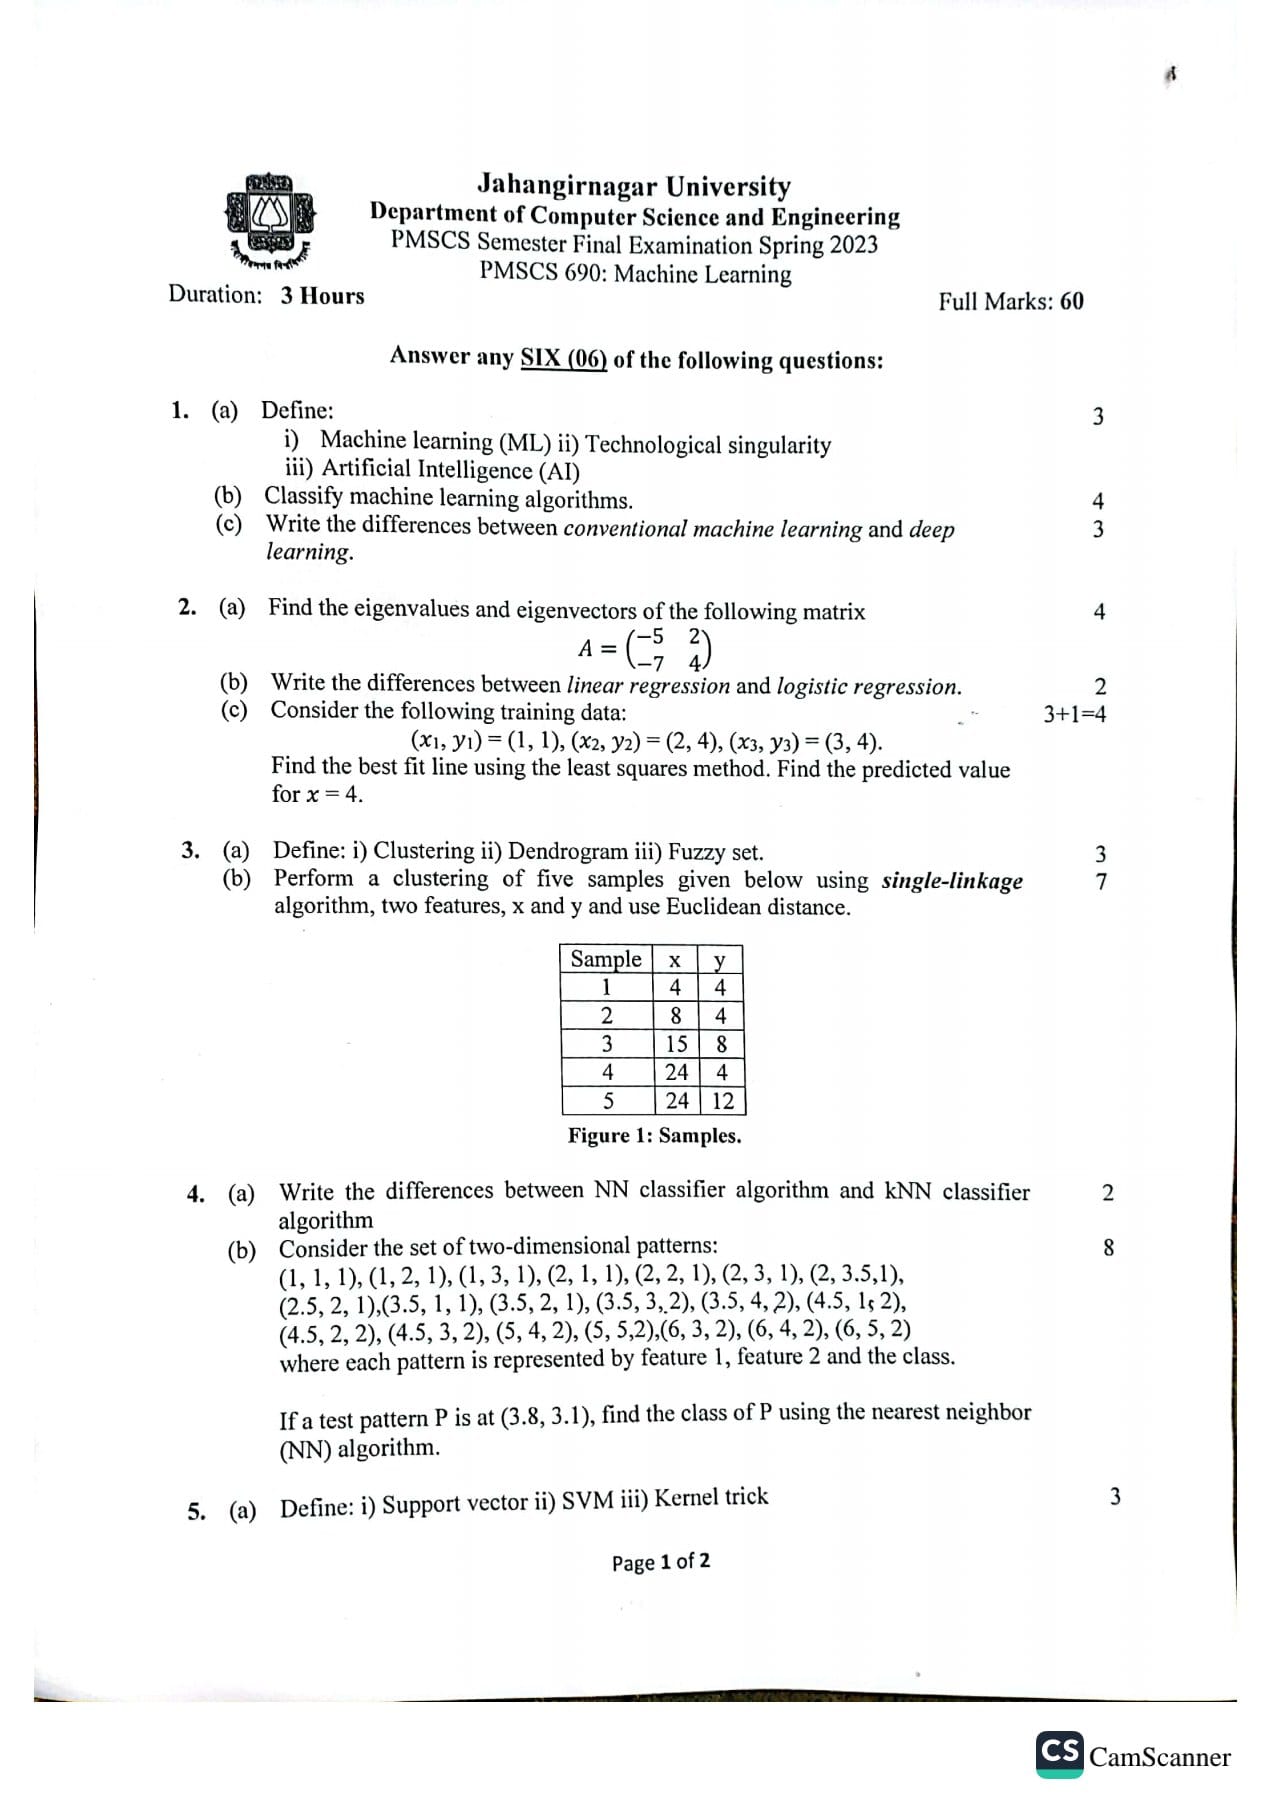 Jahangirnagar University
Department of Computer Science and Engineering
PMSCS Semester Final Examination Spring 2023
PMSCS 690: Machine Learning
Duration: 3 Hours
Full Marks: 60
Answer any SIX (06) of the following questions:
1. (a) Define: 3
i) Machine learning (ML) ii) Technological singularity
iii) Artificial Intelligence (AI)
(b) Classify machine learning algorithms. 4
(c) Write the differences between conventional machine learning and deep 3
learning.
2. (a) Find the eigenvalues and eigenvectors of the following matrix 4
A = (−5 2
−7 4)
(b) Write the differences between linear regression and logistic regression. 2
(c) Consider the following training data: 3+1=4
(x1, y1) = (1, 1), (x2, y2) = (2, 4), (x3, y3) = (3, 4).
Find the best fit line using the least squares method. Find the predicted value
for x = 4.
3. (a) Define: i) Clustering ii) Dendrogram iii) Fuzzy set. 3
(b) Perform a clustering of five samples given below using single-linkage 7
algorithm, two features, x and y and use Euclidean distance.
Sample x y
1 4 4
2 8 4
3 15 8
4 24 4
5 24 12
Figure 1: Samples.
4. (a) Write the differences between NN classifier algorithm and kNN classifier 2
algorithm
(b) Consider the set of two-dimensional patterns: 8
(1, 1, 1), (1, 2, 1), (1, 3, 1), (2, 1, 1), (2, 2, 1), (2, 3, 1), (2, 3.5,1),
(2.5, 2, 1),(3.5, 1, 1), (3.5, 2, 1), (3.5, 3, 2), (3.5, 4, 2), (4.5, 1, 2),
(4.5, 2, 2), (4.5, 3, 2), (5, 4, 2), (5, 5,2),(6, 3, 2), (6, 4, 2), (6, 5, 2)
where each pattern is represented by feature 1, feature 2 and the class.
If a test pattern P is at (3.8, 3.1), find the class of P using the nearest neighbor
(NN) algorithm.
5. (a) Define: i) Support vector ii) SVM iii) Kernel trick 3
Page 1 of 2
CS CamScanner